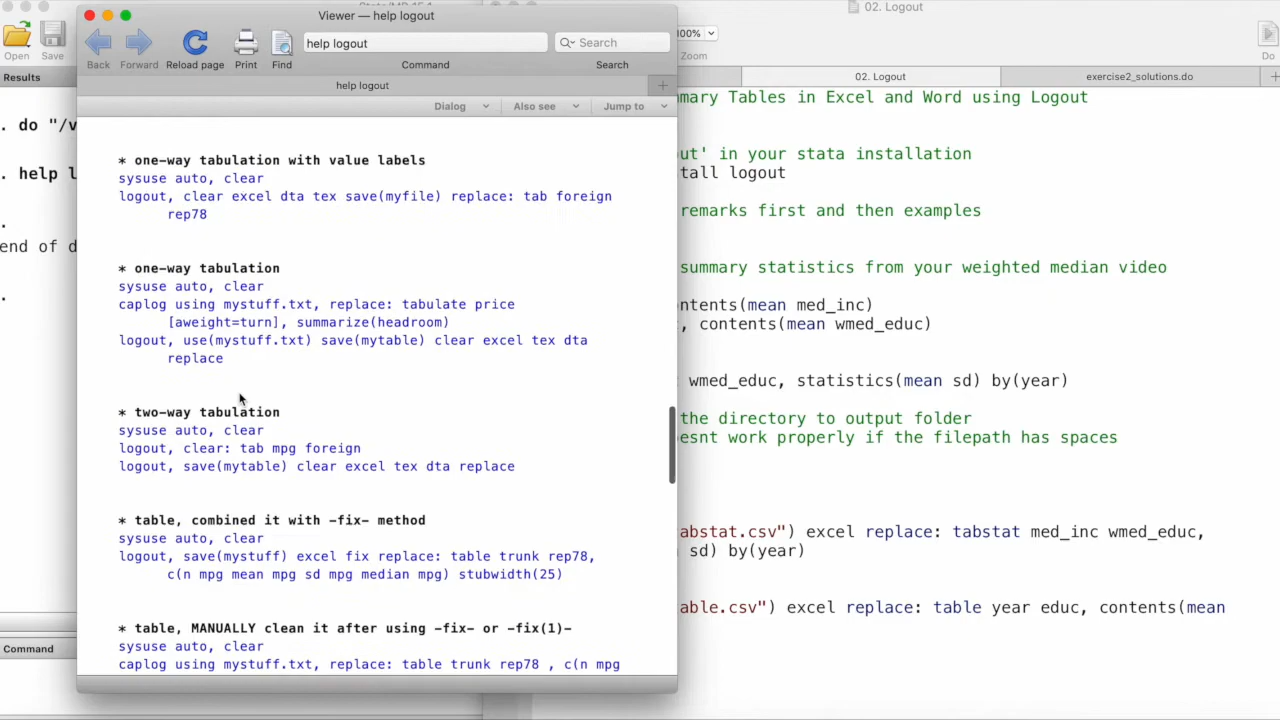 Stata/MP 15.1
Viewer — help logout
02. Logout
Open
Save
Back
Forward
Reload page
Print
Find
help logout
Command
Search
Search
100%
Zoom
Do
Results
help logout
02. Logout
exercise2_solutions.do
Dialog
Also see
Jump to
. do "/v
. help l
.
end of d
.
Command
* one-way tabulation with value labels
sysuse auto, clear
logout, clear excel dta tex save(myfile) replace: tab foreign
rep78
* one-way tabulation
sysuse auto, clear
caplog using mystuff.txt, replace: tabulate price
[aweight=turn], summarize(headroom)
logout, use(mystuff.txt) save(mytable) clear excel tex dta
replace
* two-way tabulation
sysuse auto, clear
logout, clear: tab mpg foreign
logout, save(mytable) clear excel tex dta replace
* table, combined it with -fix- method
sysuse auto, clear
logout, save(mystuff) excel fix replace: table trunk rep78,
c(n mpg mean mpg sd mpg median mpg) stubwidth(25)
* table, MANUALLY clean it after using -fix- or -fix(1)-
sysuse auto, clear
caplog using mystuff.txt, replace: table trunk rep78 , c(n mpg
mmary Tables in Excel and Word using Logout
out' in your stata installation
tall logout
remarks first and then examples
summary statistics from your weighted median video
ntents(mean med_inc)
, contents(mean wmed_educ)
wmed_educ, statistics(mean sd) by(year)
the directory to output folder
esnt work properly if the filepath has spaces
abstat.csv") excel replace: tabstat med_inc wmed_educ,
sd) by(year)
able.csv") excel replace: table year educ, contents(mean